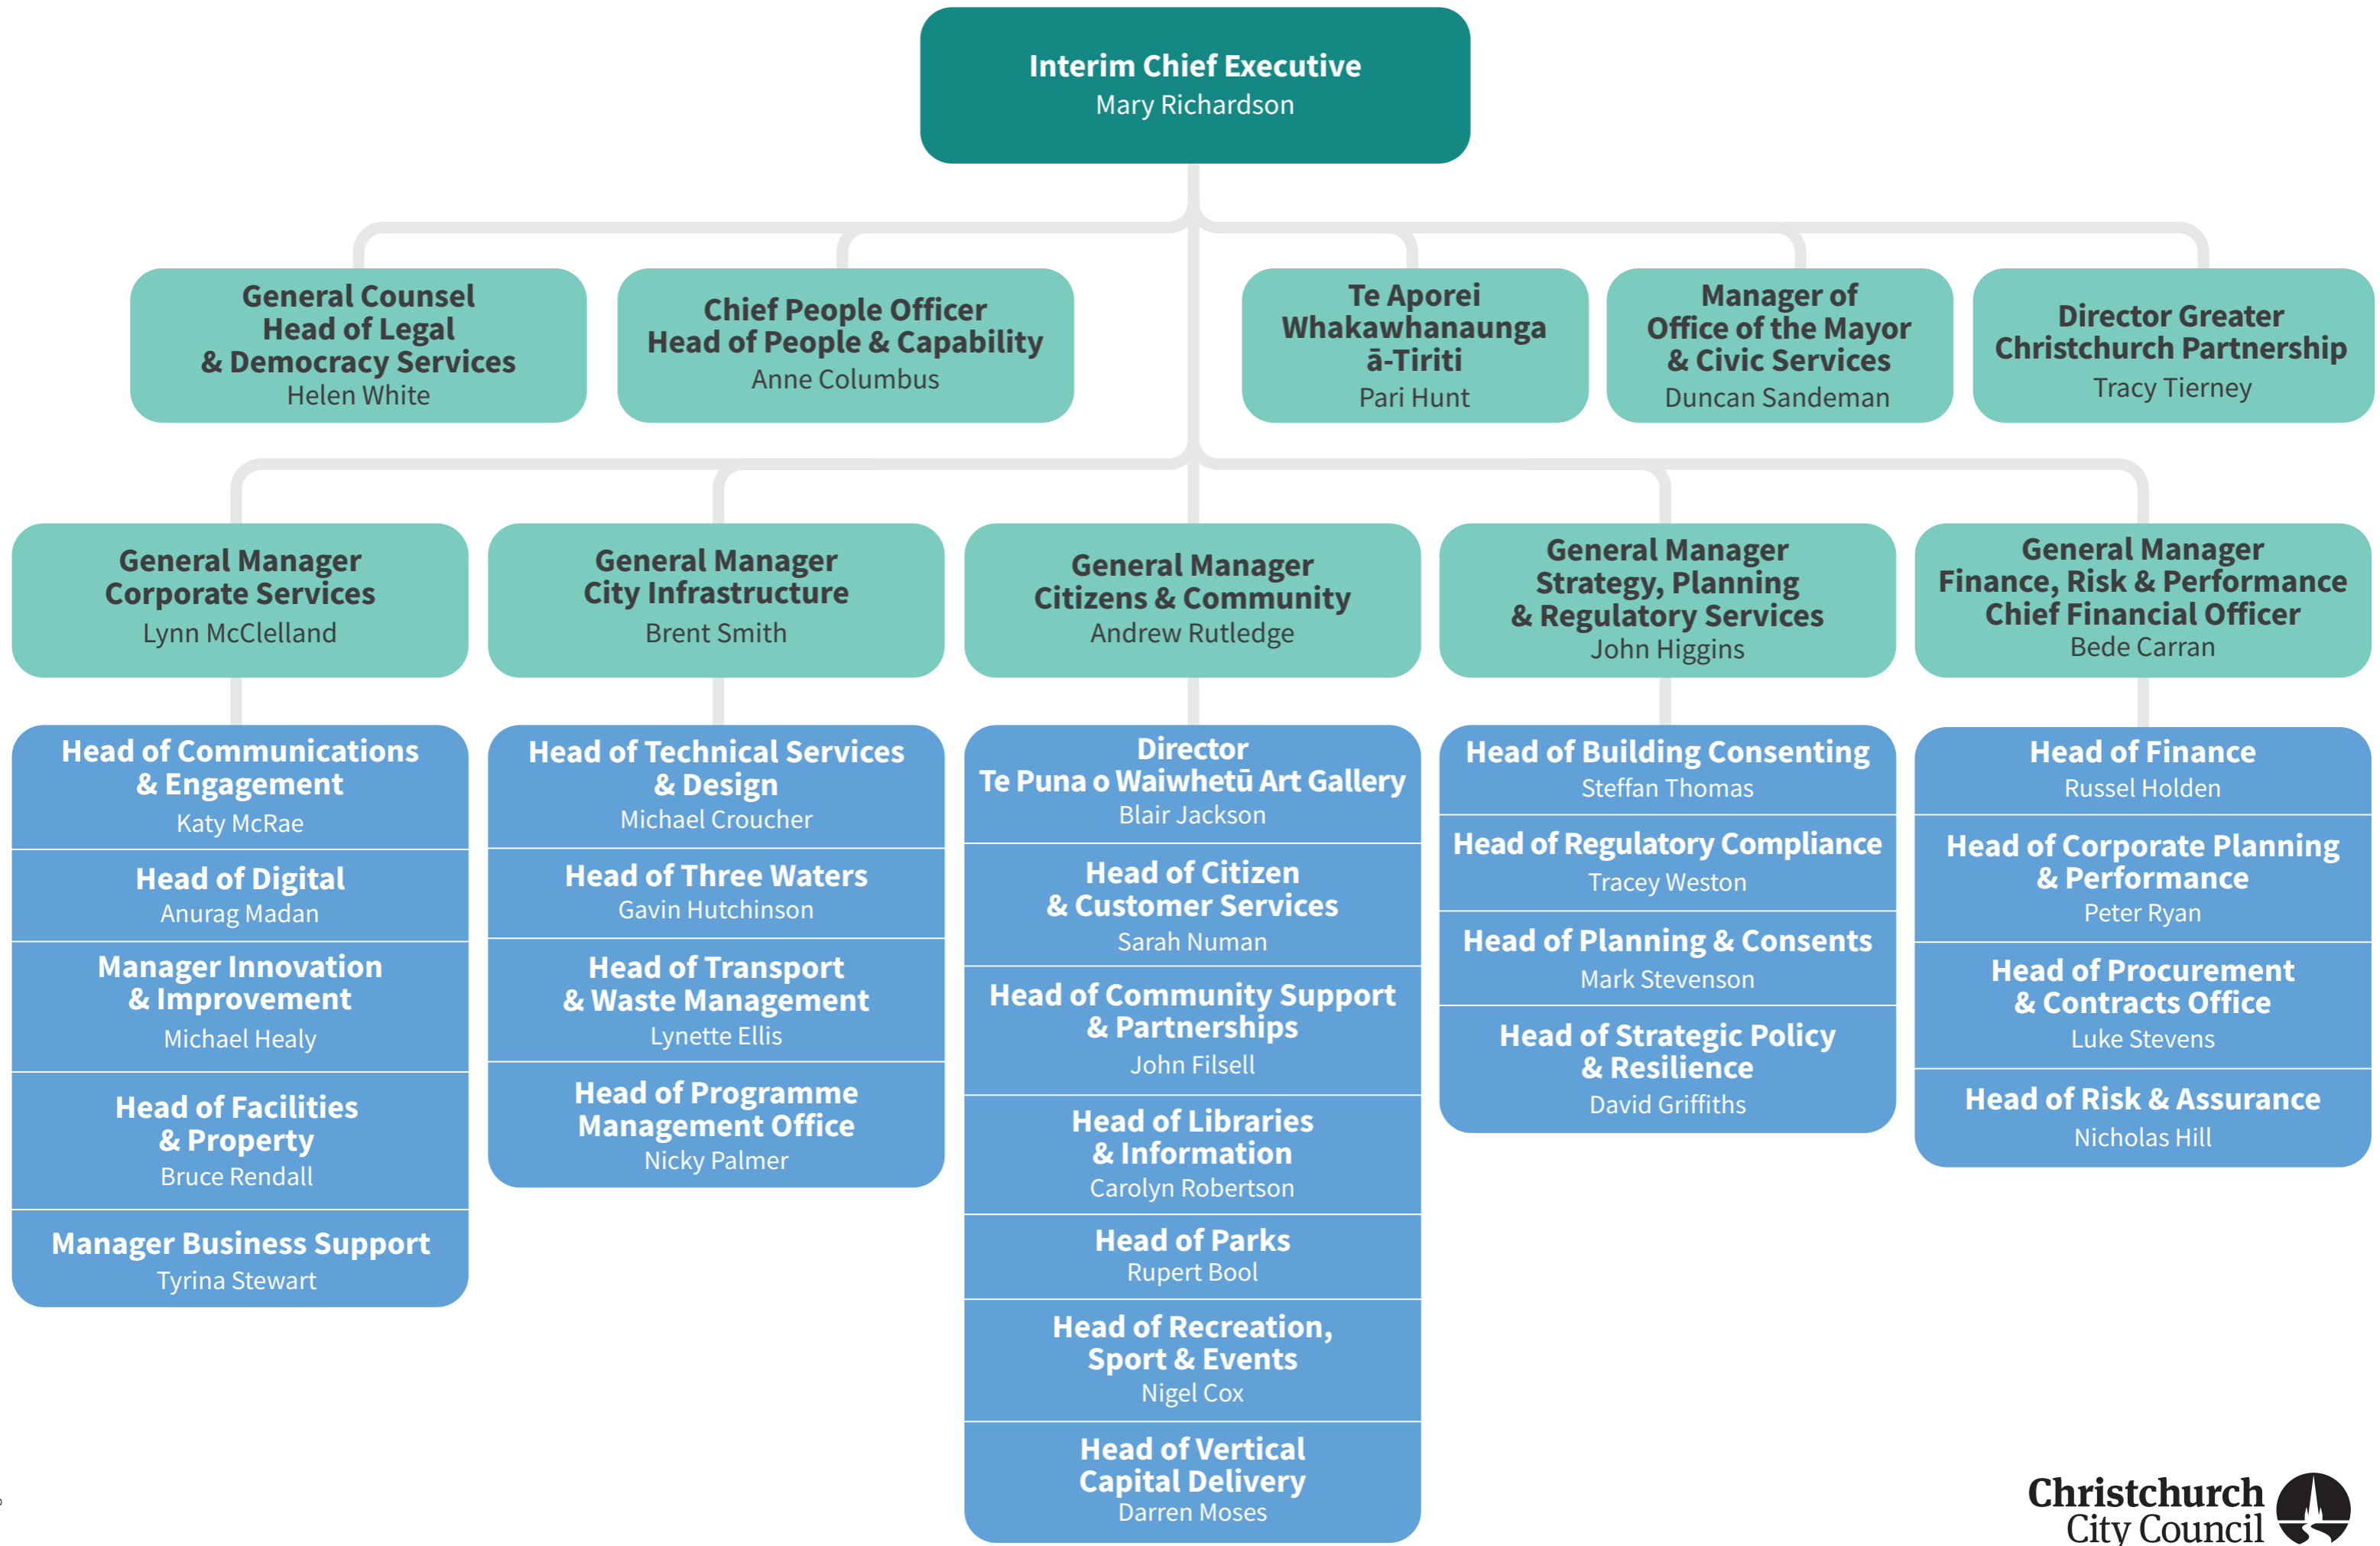 Interim Chief Executive
Mary Richardson
General Counsel
Head of Legal
& Democracy Services
Helen White
Chief People Officer
Head of People & Capability
Anne Columbus
Te Aporei
Whakawhanaunga
ā-Tiriti
Pari Hunt
Manager of
Office of the Mayor
& Civic Services
Duncan Sandeman
Director Greater
Christchurch Partnership
Tracy Tierney
General Manager
Corporate Services
Lynn McClelland
General Manager
City Infrastructure
Brent Smith
General Manager
Citizens & Community
Andrew Rutledge
General Manager
Strategy, Planning
& Regulatory Services
John Higgins
General Manager
Finance, Risk & Performance
Chief Financial Officer
Bede Carran
Head of Communications
& Engagement
Katy McRae
Head of Digital
Anurag Madan
Manager Innovation
& Improvement
Michael Healy
Head of Facilities
& Property
Bruce Rendall
Manager Business Support
Tyrina Stewart
Head of Technical Services
& Design
Michael Croucher
Head of Three Waters
Gavin Hutchinson
Head of Transport
& Waste Management
Lynette Ellis
Head of Programme
Management Office
Nicky Palmer
Director
Te Puna o Waiwhetū Art Gallery
Blair Jackson
Head of Citizen
& Customer Services
Sarah Numan
Head of Community Support
& Partnerships
John Filsell
Head of Libraries
& Information
Carolyn Robertson
Head of Parks
Rupert Bool
Head of Recreation,
Sport & Events
Nigel Cox
Head of Vertical
Capital Delivery
Darren Moses
Head of Building Consenting
Steffan Thomas
Head of Regulatory Compliance
Tracey Weston
Head of Planning & Consents
Mark Stevenson
Head of Strategic Policy
& Resilience
David Griffiths
Head of Finance
Russel Holden
Head of Corporate Planning
& Performance
Peter Ryan
Head of Procurement
& Contracts Office
Luke Stevens
Head of Risk & Assurance
Nicholas Hill
Christchurch
City Council